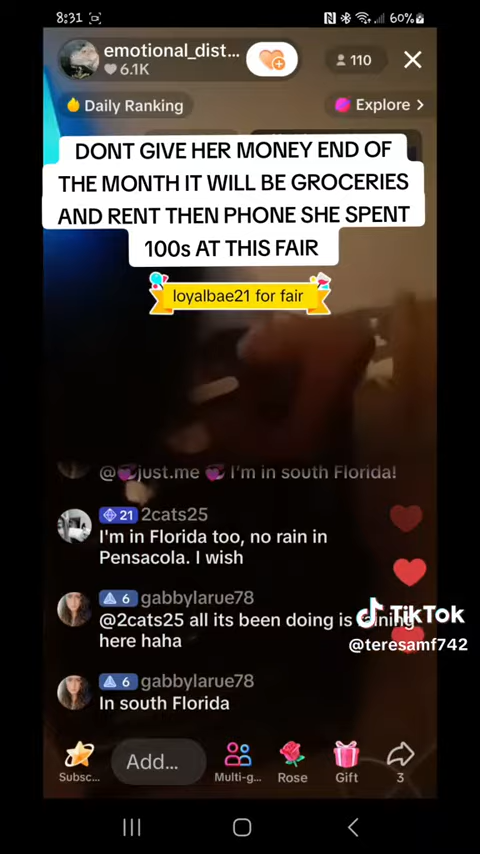 8:31
60%
emotional_dist...
6.1K
110
Daily Ranking
Explore >
DONT GIVE HER MONEY END OF
THE MONTH IT WILL BE GROCERIES
AND RENT THEN PHONE SHE SPENT
100s AT THIS FAIR
loyalbae21 for fair
@💗just.me 💗 I'm in south Florida!
21 2cats25
I'm in Florida too, no rain in
Pensacola. I wish
6 gabbylarue78
@2cats25 all its been doing is raining
here haha
TikTok
@teresamf742
6 gabbylarue78
In south Florida
Subsc...
Add...
Multi-g...
Rose
Gift
3